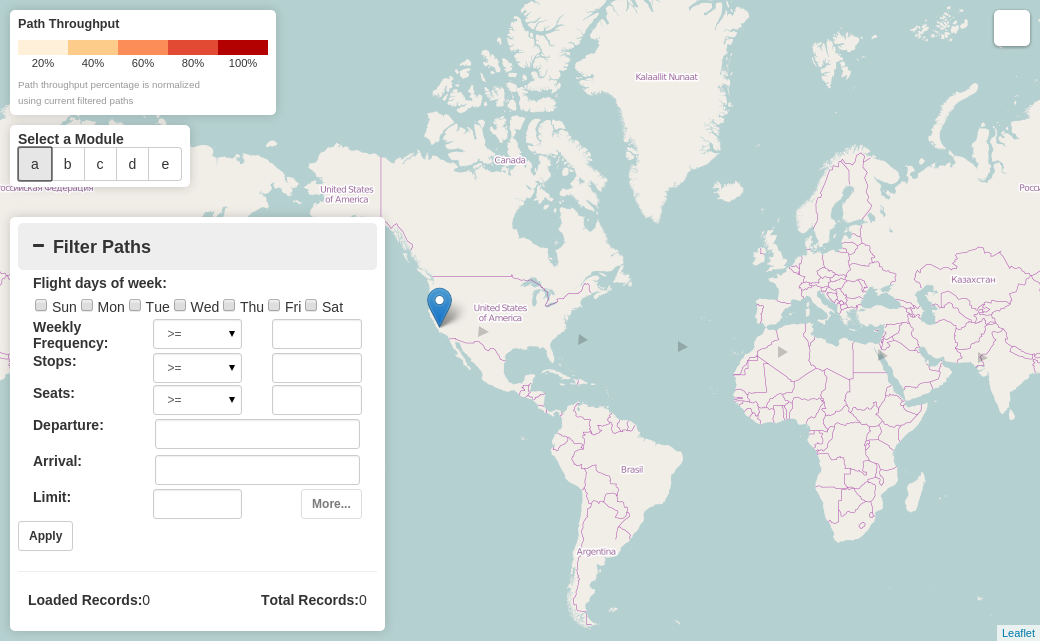 Path Throughput
20% 40% 60% 80% 100%
Path throughput percentage is normalized
using current filtered paths
Select a Module
a b c d e
Российская Федерация
Kalaallit Nunaat
Canada
United States
of America
United States
of America
Казахстан
Brasil
Argentina
Filter Paths
Flight days of week:
Sun Mon Tue Wed Thu Fri Sat
Weekly
Frequency:
>=
Stops:
>=
Seats:
>=
Departure:
Arrival:
Limit:
More...
Apply
Loaded Records:0 Total Records:0
Leaflet